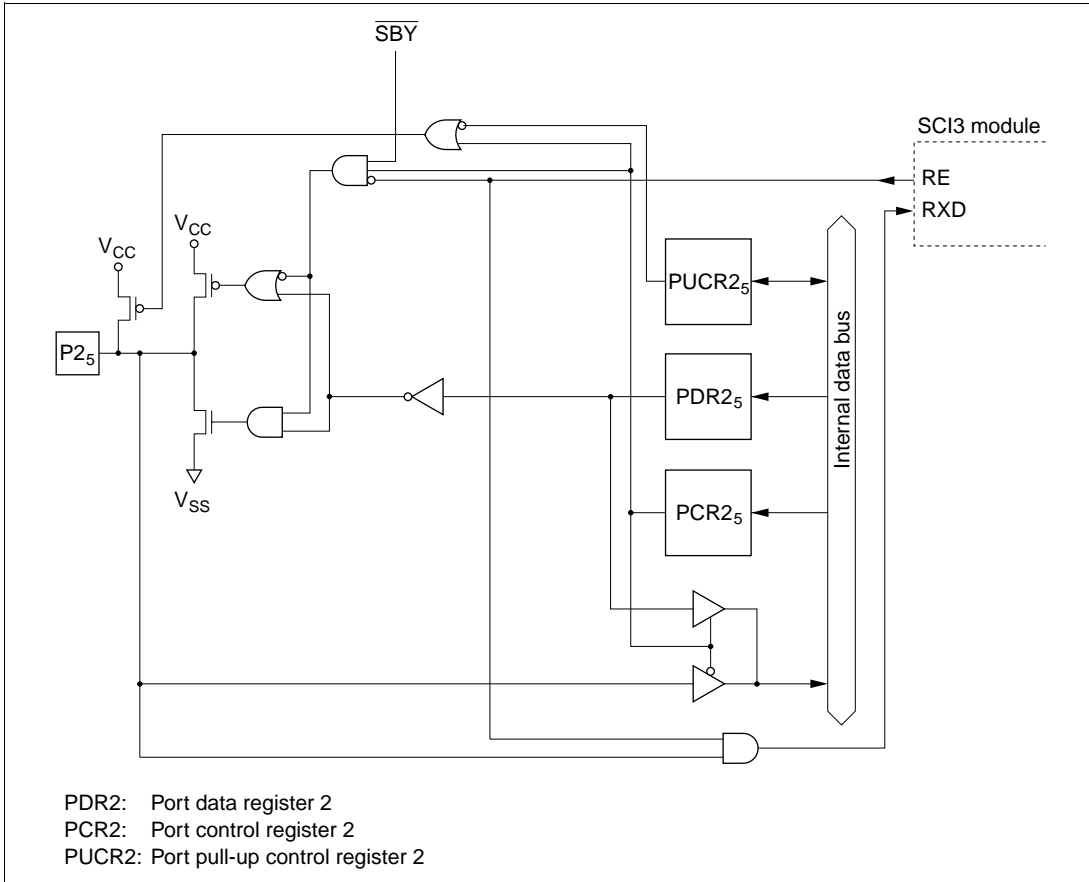 SBY
SCI3 module
RE
RXD
VCC
VCC
PUCR25
P25
PDR25
Internal data bus
PCR25
VSS
PDR2: Port data register 2
PCR2: Port control register 2
PUCR2: Port pull-up control register 2